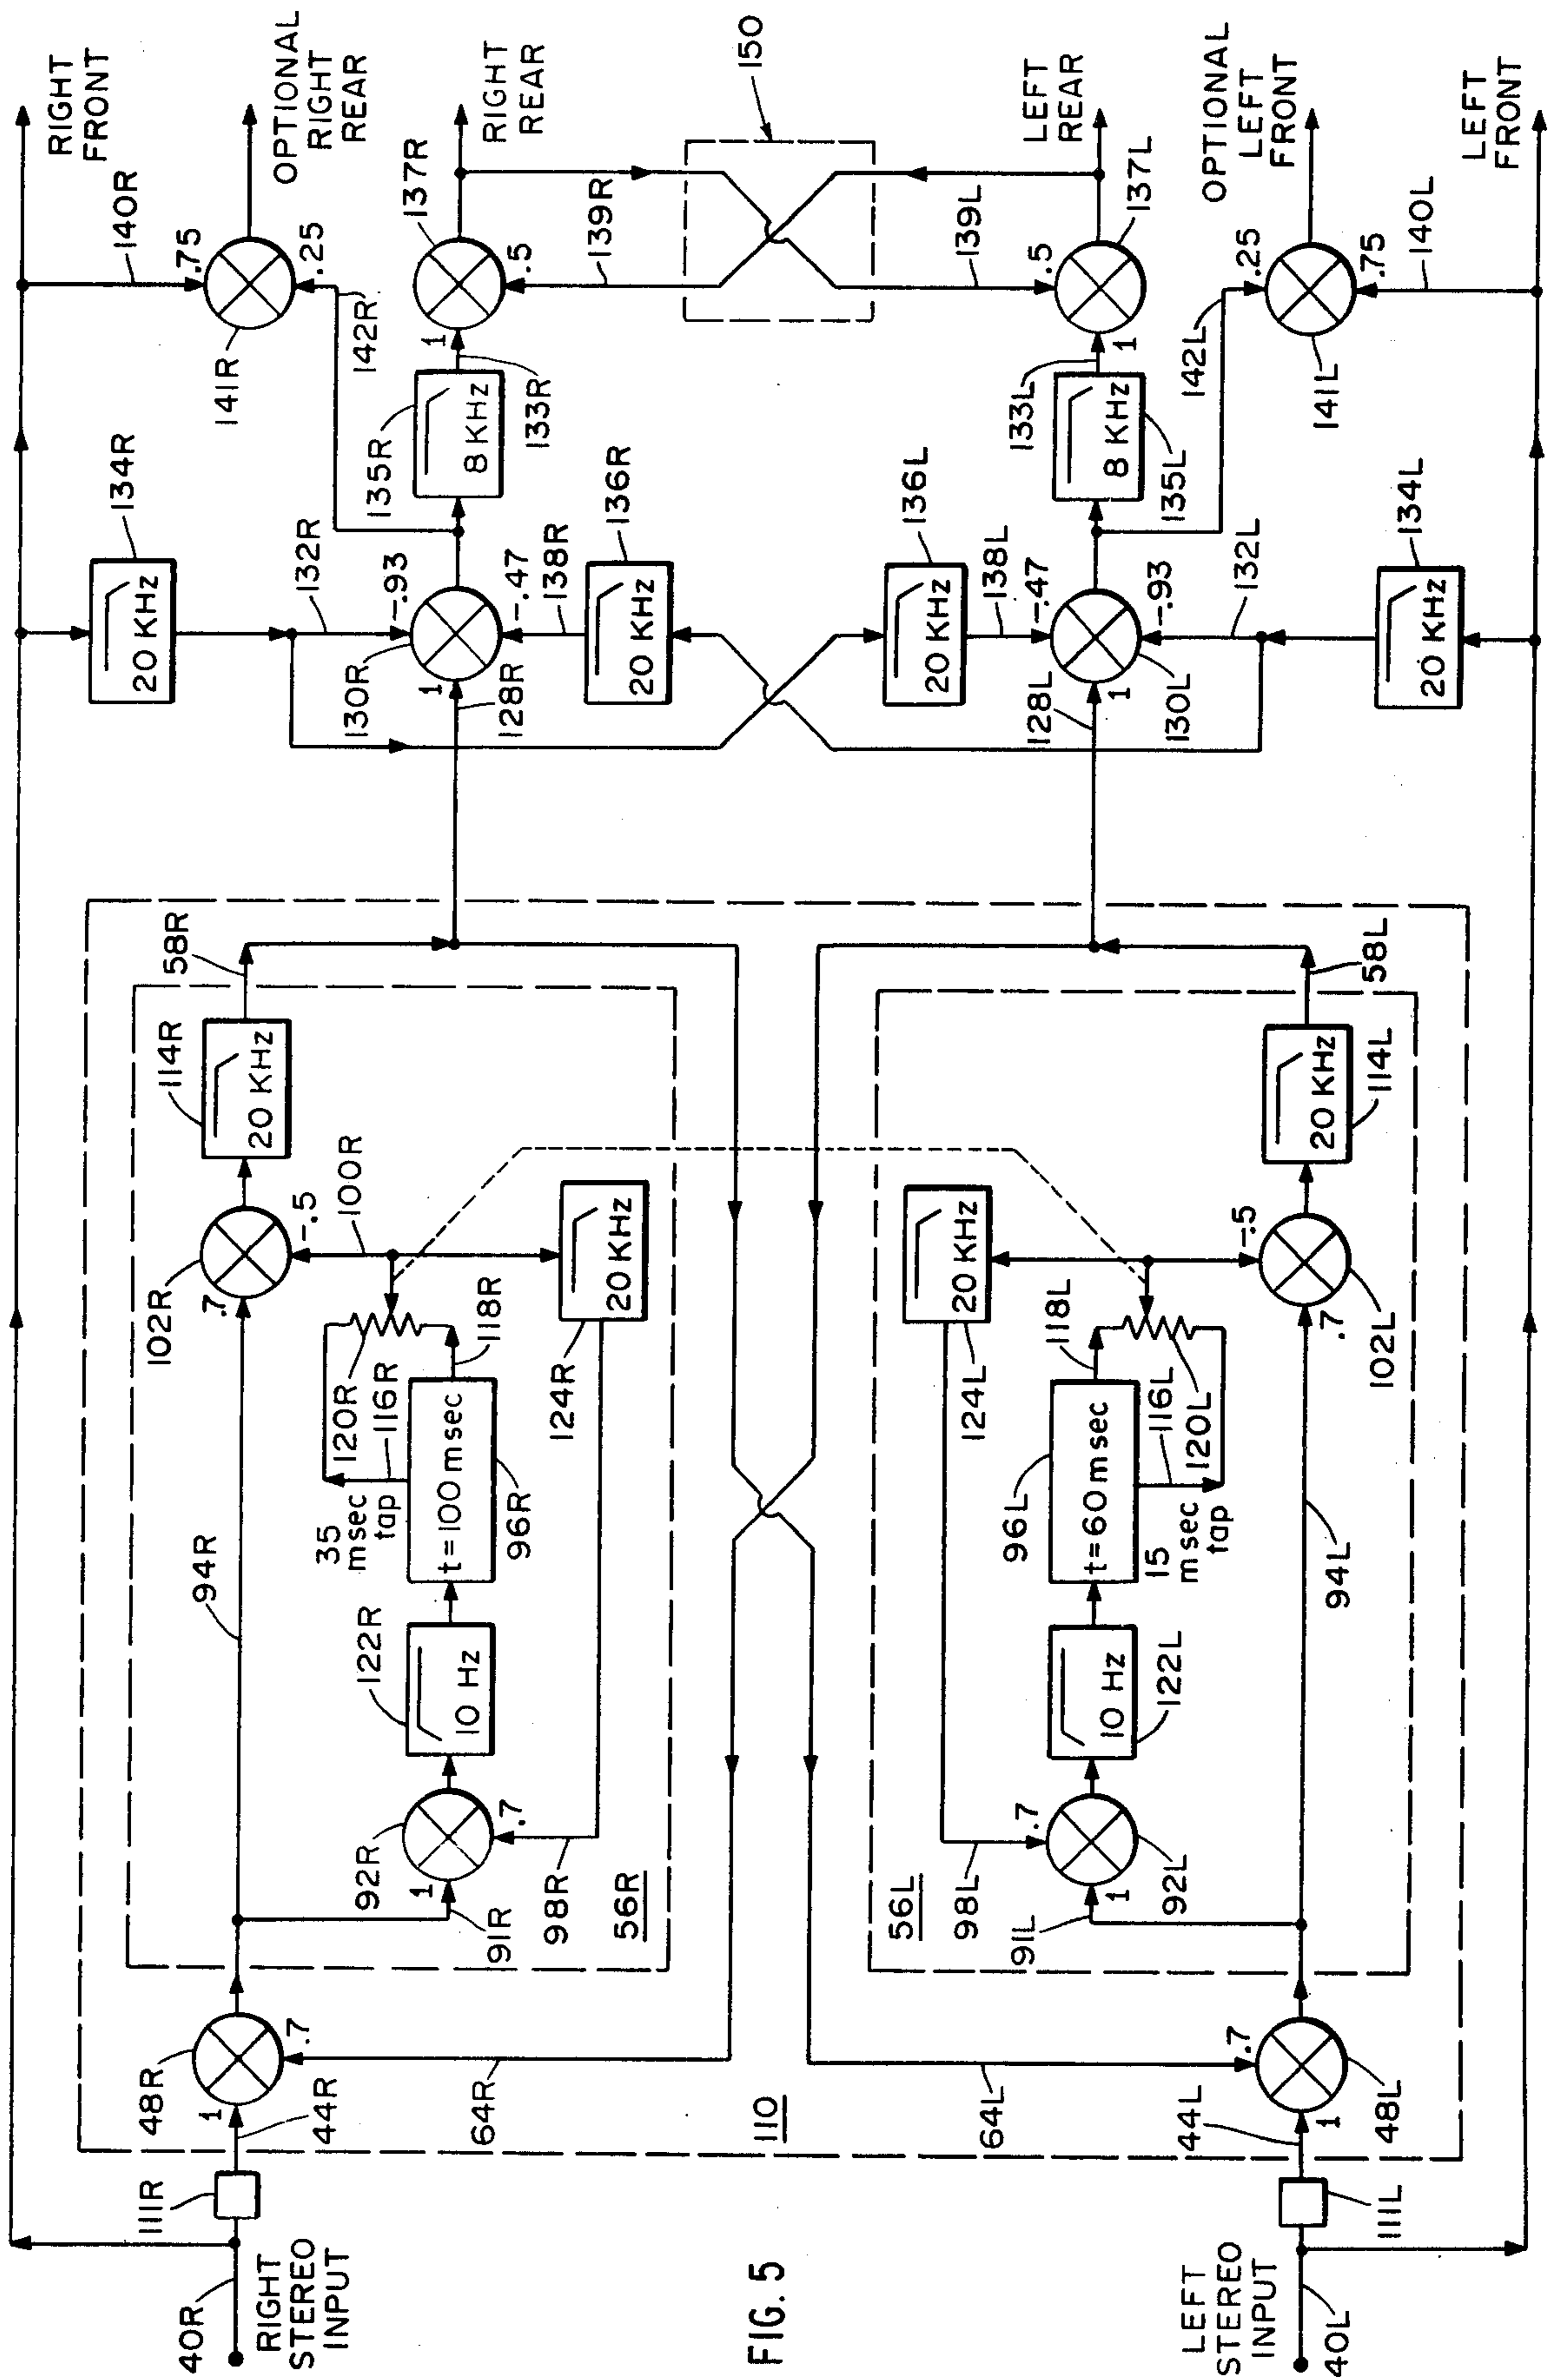 40R
RIGHT
STEREO
INPUT
111R
44R
1
48R
.7
64R
110
94R
91R
1
92R
.7
98R
56R
122R
10 Hz
35
msec
tap
t=100 msec
96R
116R
120R
118R
124R
20 KHz
100R
102R
.7
-.5
114R
20 KHz
58R
128R
1
130R
-.93
-.47
132R
134R
20 KHz
138R
136R
20 KHz
135R
8 KHz
133R
1
137R
.5
139R
142R
141R
.75
.25
140R
RIGHT
FRONT
OPTIONAL
RIGHT
REAR
RIGHT
REAR
150
FIG. 5
LEFT
STEREO
INPUT
40L
111L
44L
1
48L
.7
64L
94L
91L
1
92L
.7
98L
56L
122L
10 Hz
15
msec
tap
t=60 msec
96L
116L
120L
118L
124L
20 KHz
102L
.7
-.5
114L
20 KHz
58L
128L
1
130L
-.47
-.93
132L
134L
20 KHz
138L
136L
20 KHz
135L
8 KHz
133L
1
137L
.5
139L
142L
141L
.25
.75
140L
LEFT
REAR
OPTIONAL
LEFT
FRONT
LEFT
FRONT